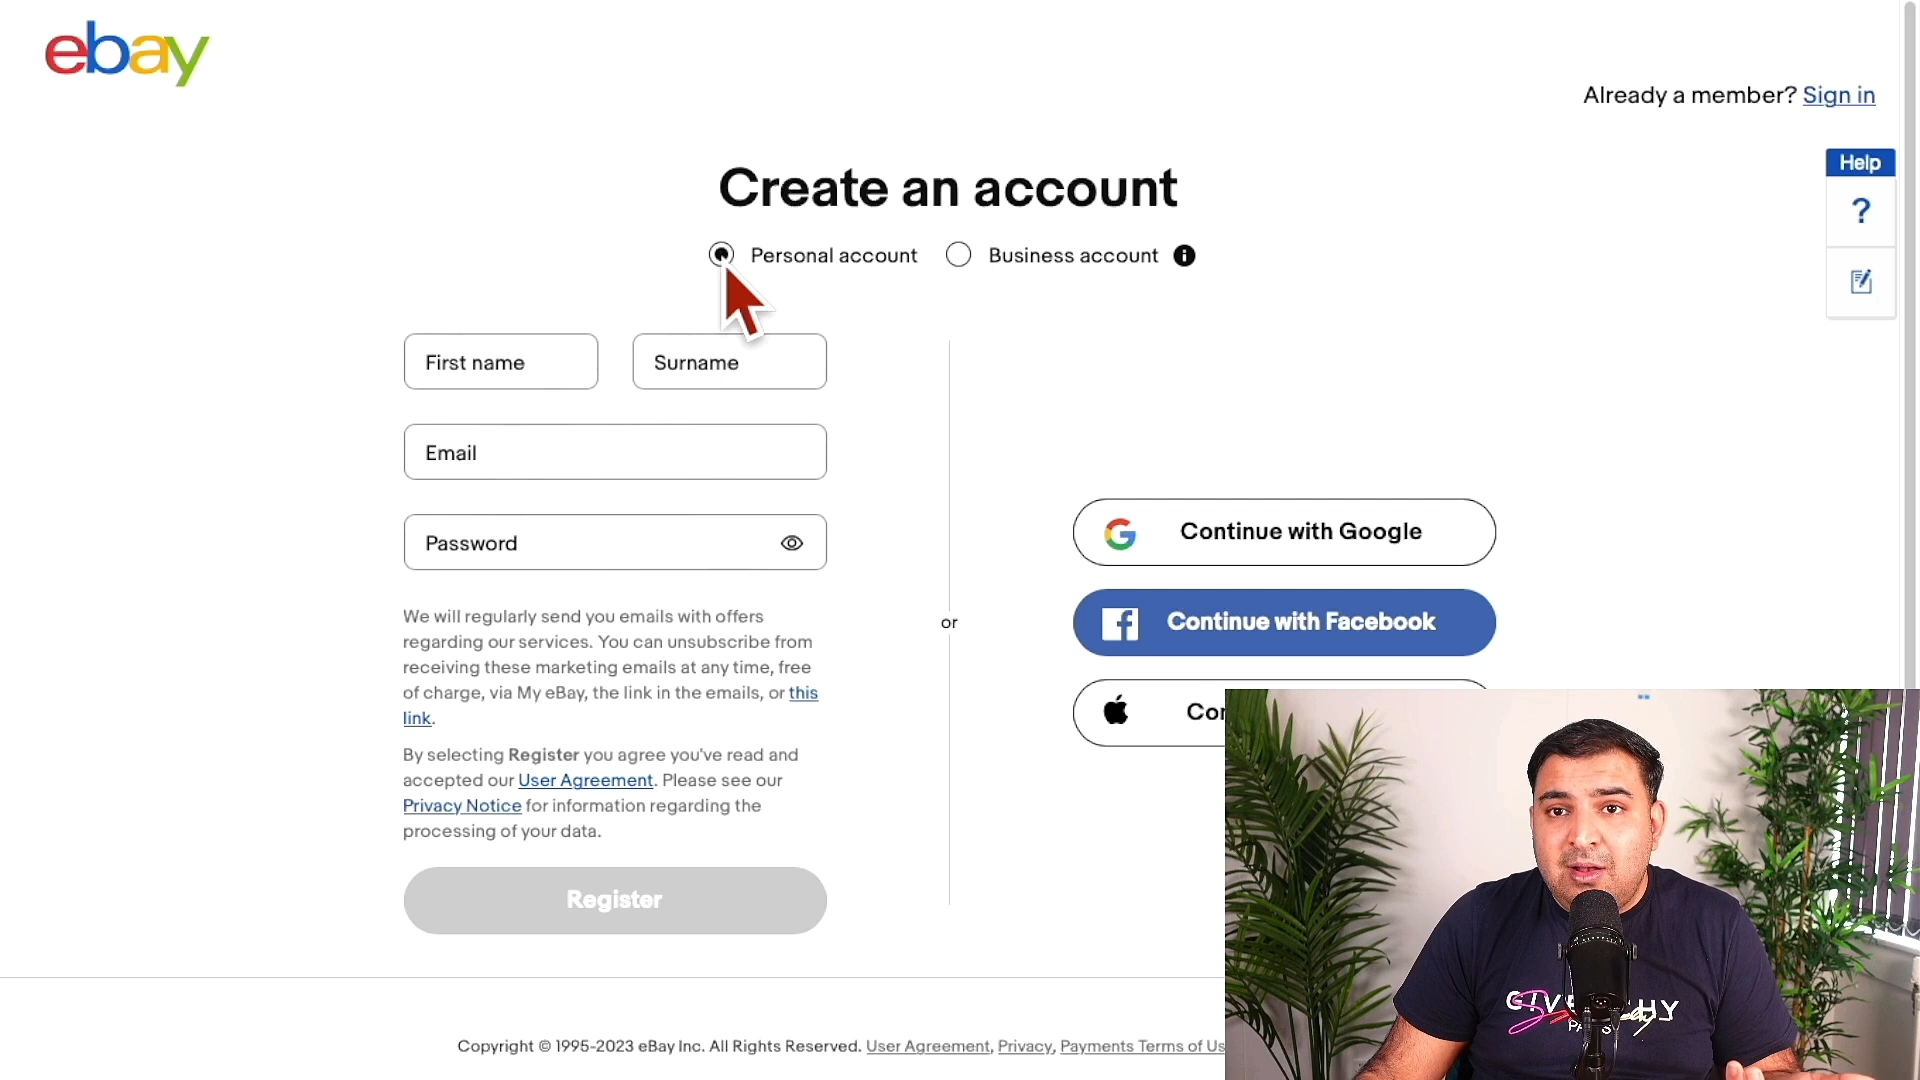 ebay
Already a member? Sign in
Help
?
Create an account
Personal account
Business account
First name
Surname
Email
Password
We will regularly send you emails with offers
regarding our services. You can unsubscribe from
receiving these marketing emails at any time, free
of charge, via My eBay, the link in the emails, or this
link.
By selecting Register you agree you've read and
accepted our User Agreement. Please see our
Privacy Notice for information regarding the
processing of your data.
Register
or
Continue with Google
Continue with Facebook
Copyright © 1995-2023 eBay Inc. All Rights Reserved. User Agreement, Privacy, Payments Terms of